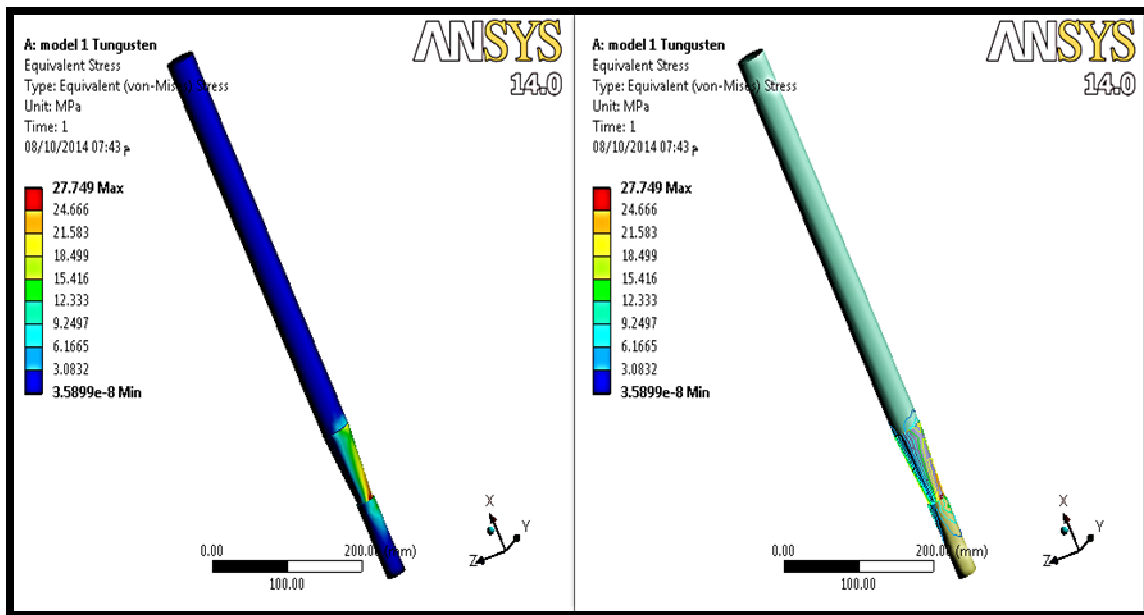 ANSYS
14.0
A: model 1 Tungusten
Equivalent Stress
Type: Equivalent (von-Mises) Stress
Unit: MPa
Time: 1
08/10/2014 07:43 م
27.749 Max
24.666
21.583
18.499
15.416
12.333
9.2497
6.1665
3.0832
3.5899e-8 Min
X
Y
Z
0.00
200.00 (mm)
100.00
ANSYS
14.0
A: model 1 Tungusten
Equivalent Stress
Type: Equivalent (von-Mises) Stress
Unit: MPa
Time: 1
08/10/2014 07:43 م
27.749 Max
24.666
21.583
18.499
15.416
12.333
9.2497
6.1665
3.0832
3.5899e-8 Min
X
Y
Z
0.00
200.00 (mm)
100.00